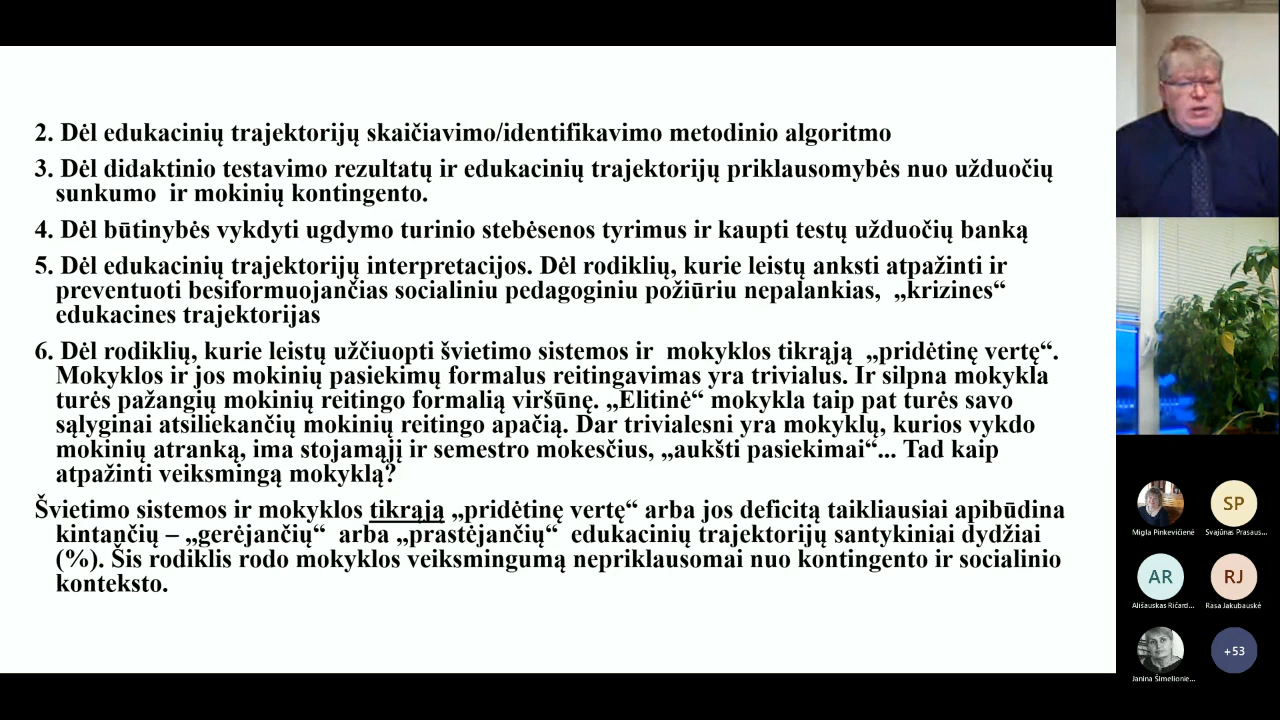 2. Dėl edukacinių trajektorijų skaičiavimo/identifikavimo metodinio algoritmo
3. Dėl didaktinio testavimo rezultatų ir edukacinių trajektorijų priklausomybės nuo užduočių
sunkumo ir mokinių kontingento.
4. Dėl būtinybės vykdyti ugdymo turinio stebėsenos tyrimus ir kaupti testų užduočių banką
5. Dėl edukacinių trajektorijų interpretacijos. Dėl rodiklių, kurie leistų anksti atpažinti ir
preventuoti besiformuojančias socialiniu pedagoginiu požiūriu nepalankias, „krizines“
edukacines trajektorijas
6. Dėl rodiklių, kurie leistų užčiuopti švietimo sistemos ir mokyklos tikrąją „pridėtinę vertę“.
Mokyklos ir jos mokinių pasiekimų formalus reitingavimas yra trivialus. Ir silpna mokykla
turės pažangių mokinių reitingo formalią viršūnę. „Elitinė“ mokykla taip pat turės savo
sąlyginai atsiliekančių mokinių reitingo apačią. Dar trivialesni yra mokyklų, kurios vykdo
mokinių atranką, ima stojamąjį ir semestro mokesčius, „aukšti pasiekimai“... Tad kaip
atpažinti veiksmingą mokyklą?
Švietimo sistemos ir mokyklos tikrąją „pridėtinę vertę“ arba jos deficitą taikliausiai apibūdina
kintančių – „gerėjančių“ arba „prastėjančių“ edukacinių trajektorijų santykiniai dydžiai
(%). Šis rodiklis rodo mokyklos veiksmingumą nepriklausomai nuo kontingento ir socialinio
konteksto.
Migla Pinkevičienė
SP
Svajūnas Prasaus...
AR
Ališauskas Ričard...
RJ
Rasa Jakubauskė
Janina Šimelionie...
+53